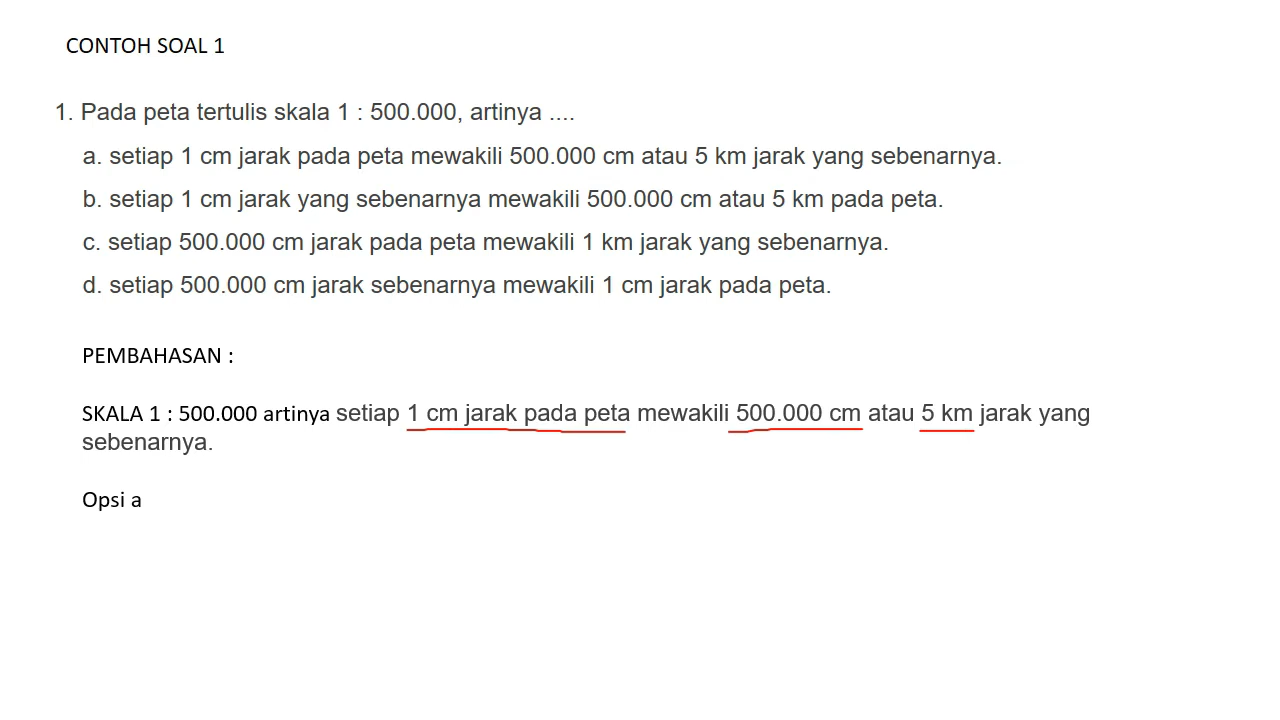 CONTOH SOAL 1
1. Pada peta tertulis skala 1 : 500.000, artinya ....
a. setiap 1 cm jarak pada peta mewakili 500.000 cm atau 5 km jarak yang sebenarnya.
b. setiap 1 cm jarak yang sebenarnya mewakili 500.000 cm atau 5 km pada peta.
c. setiap 500.000 cm jarak pada peta mewakili 1 km jarak yang sebenarnya.
d. setiap 500.000 cm jarak sebenarnya mewakili 1 cm jarak pada peta.
PEMBAHASAN :
SKALA 1 : 500.000 artinya setiap 1 cm jarak pada peta mewakili 500.000 cm atau 5 km jarak yang
sebenarnya.
Opsi a